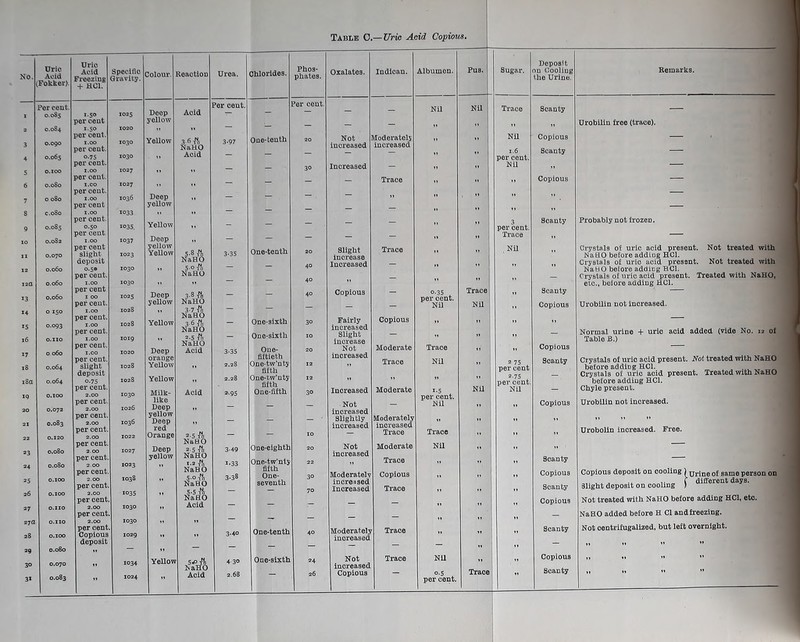 TABLE C.—Uric Acid Copious.
No. | Uric Acid (Fokker). | Uric Acid Freezing + HCl. | Specific Gravity. | Colour. | Reaction | Urea. | Chlorides. | Phosphates. | Oxalates. | Indican. | Albumen. | Pus. | Sugar. | Deposit on Cooling the Urine. | Remarks.
1 | Per cent. 0.085 | 1.50 per cent | 1025 | Deep yellow | Acid | Per cent. — | — | Per cent. — | — | — | Nil | Nil | Trace | Scanty | —
2 | 0.084 | 1.50 per cent. | 1020 | ,, | ,, | — | — | — | — | — | ,, | ,, | ,, | ,, | Urobilin free (trace).
3 | 0.090 | 1.00 per cent. | 1030 | Yellow | 3.6 NaHO | 3.97 | One-tenth | 20 | Not increased | Moderately increased | ,, | ,, | Nil | Copious | —
4 | 0.065 | 0.75 per cent. | 1030 | ,, | Acid | — | — | — | — | — | ,, | ,, | 1.6 per cent. | Scanty | —
5 | 0.100 | 1.00 per cent. | 1027 | ,, | ,, | — | — | 30 | Increased | — | ,, | ,, | Nil | ,, | —
6 | 0.080 | 1.00 per cent. | 1027 | ,, | ,, | — | — | — | — | Trace | ,, | ,, | ,, | Copious | —
7 | 0.080 | 1.00 per cent | 1036 | Deep yellow | ,, | — | — | — | — | ,, | ,, | ,, | ,, | ,, | —
8 | 0.080 | 1.00 per cent. | 1033 | ,, | ,, | — | — | — | — | — | ,, | ,, | ,, | ,, | —
9 | 0.085 | 0.50 per cent. | 1035 | Yellow | ,, | — | — | — | — | — | ,, | ,, | 3 per cent. | Scanty | Probably not frozen.
10 | 0.082 | 1.00 per cent | 1037 | Deep yellow | ,, | — | — | — | — | — | ,, | ,, | Trace | ,, | —
11 | 0.070 | slight deposit | 1023 | Yellow | 5.8 NaHO | 3.35 | One-tenth | 20 | Slight increase | Trace | ,, | ,, | Nil | ,, | Crystals of uric acid present. Not treated with NaHO before adding HCl.
12 | 0.060 | 0.50 per cent. | 1030 | ,, | 5.0 NaHO | — | — | 40 | Increased | — | ,, | ,, | ,, | ,, | Crystals of uric acid present. Not treated with NaHO before adding HCl.
12a | 0.060 | 1.00 per cent. | 1030 | ,, | ,, | — | — | 40 | ,, | — | ,, | ,, | ,, | — | Crystals of uric acid present. Treated with NaHO, etc., before adding HCl.
13 | 0.060 | 1.00 per cent. | 1025 | Deep yellow | 3.8 NaHO | — | — | 40 | Copious | — | 0.35 per cent. | Trace | ,, | Scanty | —
14 | 0.150 | 1.00 per cent. | 1028 | ,, | 3.7 NaHO | — | — | — | — | — | Nil | Nil | ,, | Copious | Urobilin not increased.
15 | 0.093 | 1.00 per cent. | 1028 | Yellow | 3.6 NaHO | — | One-sixth | 30 | Fairly increased | Copious | ,, | ,, | ,, | ,, | —
16 | 0.110 | 1.00 per cent. | 1019 | ,, | 2.5 NaHO | — | One-sixth | 10 | Slight increase | — | ,, | ,, | ,, | — | Normal urine + uric acid added (vide No. 12 of Table B.)
17 | 0.060 | 1.00 per cent. | 1020 | Deep orange | Acid | 3.35 | One-fiftieth | 20 | Not increased | Moderate | Trace | ,, | ,, | Copious | —
18 | 0.064 | slight deposit | 1028 | Yellow | ,, | 2.28 | One-tw'nty fifth | 12 | ,, | Trace | Nil | ,, | 2.75 per cent | Scanty | Crystals of uric acid present. Not treated with NaHO before adding HCl.
18a | 0.064 | 0.75 per cent. | 1028 | Yellow | ,, | 2.28 | One-tw'nty fifth | 12 | ,, | ,, | ,, | ,, | 2.75 per cent. | — | Crystals of uric acid present. Treated with NaHO before adding HCl.
19 | 0.100 | 2.00 per cent. | 1030 | Milk-like | Acid | 2.95 | One-fifth | 30 | Increased | Moderate | 1.5 per cent. | Nil | Nil | — | Chyle present.
20 | 0.072 | 2.00 per cent. | 1026 | Deep yellow | ,, | — | — | — | Not increased | — | Nil | ,, | ,, | Copious | Urobilin not increased.
21 | 0.083 | 2.00 per cent. | 1036 | Deep red | ,, | — | — | — | Slightly increased | Moderately increased | ,, | ,, | ,, | ,, | ,, ,, ,,
22 | 0.120 | 2.00 per cent. | 1022 | Orange | 2.5 NaHO | — | — | 10 | — | Trace | Trace | ,, | ,, | ,, | Urobolin increased. Free.
23 | 0.080 | 2.00 per cent. | 1027 | Deep yellow | 2.5 NaHO | 3.49 | One-eighth | 20 | Not increased | Moderate | Nil | ,, | ,, | ,, | —
24 | 0.080 | 2.00 per cent. | 1023 | ,, | 1.2 NaHO | 1.33 | One-tw'nty fifth | 22 | ,, | Trace | ,, | ,, | ,, | Scanty | —
25 | 0.100 | 2.00 per cent. | 1038 | ,, | 5.0 NaHO | 3.38 | One-seventh | 30 | Moderately increased | Copious | ,, | ,, | ,, | Copious | Copious deposit on cooling } Urine of same person on
26 | 0.100 | 2.00 per cent. | 1035 | ,, | 5.5 NaHO | — | — | 70 | Increased | Trace | ,, | ,, | ,, | Scanty | Slight deposit on cooling } different days.
27 | 0.110 | 2.00 per cent. | 1030 | ,, | Acid | — | — | — | — | — | ,, | ,, | ,, | Copious | Not treated with NaHO before adding HCl, etc.
27a | 0.110 | 2.00 per cent. | 1030 | ,, | ,, | — | — | — | — | — | ,, | ,, | ,, | — | NaHO added before H Cl and freezing.
28 | 0.100 | Copious deposit | 1029 | ,, | ,, | 3.40 | One-tenth | 40 | Moderately increased | Trace | ,, | ,, | ,, | Scanty | Not centrifugalized, but left overnight.
29 | 0.080 | ,, | — | ,, | — | — | — | — | — | — | — | ,, | ,, | — | ,, ,, ,, ,,
30 | 0.070 | ,, | 1034 | Yellow | 5.0 NaHO | 4.30 | One-sixth | 24 | Not increased | Trace | Nil | ,, | ,, | Copious | ,, ,, ,, ,,
31 | 0.083 | ,, | 1024 | ,, | Acid | 2.68 | — | 26 | Copious | — | 0.5 per cent. | Trace | ,, | Scanty | ,, ,, ,, ,,